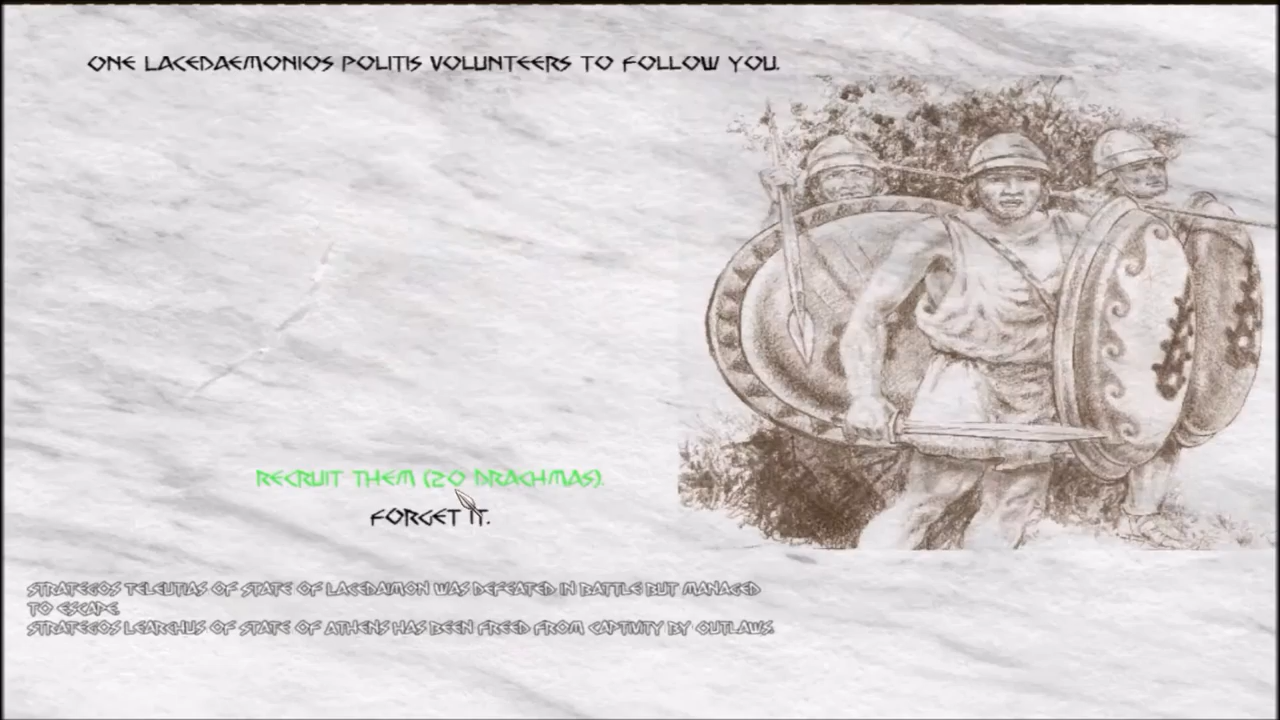 ONE LACEDAEMONIOS POLITIS VOLUNTEERS TO FOLLOW YOU.
RECRUIT THEM (20 DRACHMAS).
FORGET IT.
STRATEGOS TELEUTIAS OF STATE OF LACEDAIMON WAS DEFEATED IN BATTLE BUT MANAGED
TO ESCAPE.
STRATEGOS LEARCHUS OF STATE OF ATHENS HAS BEEN FREED FROM CAPTIVITY BY OUTLAWS.